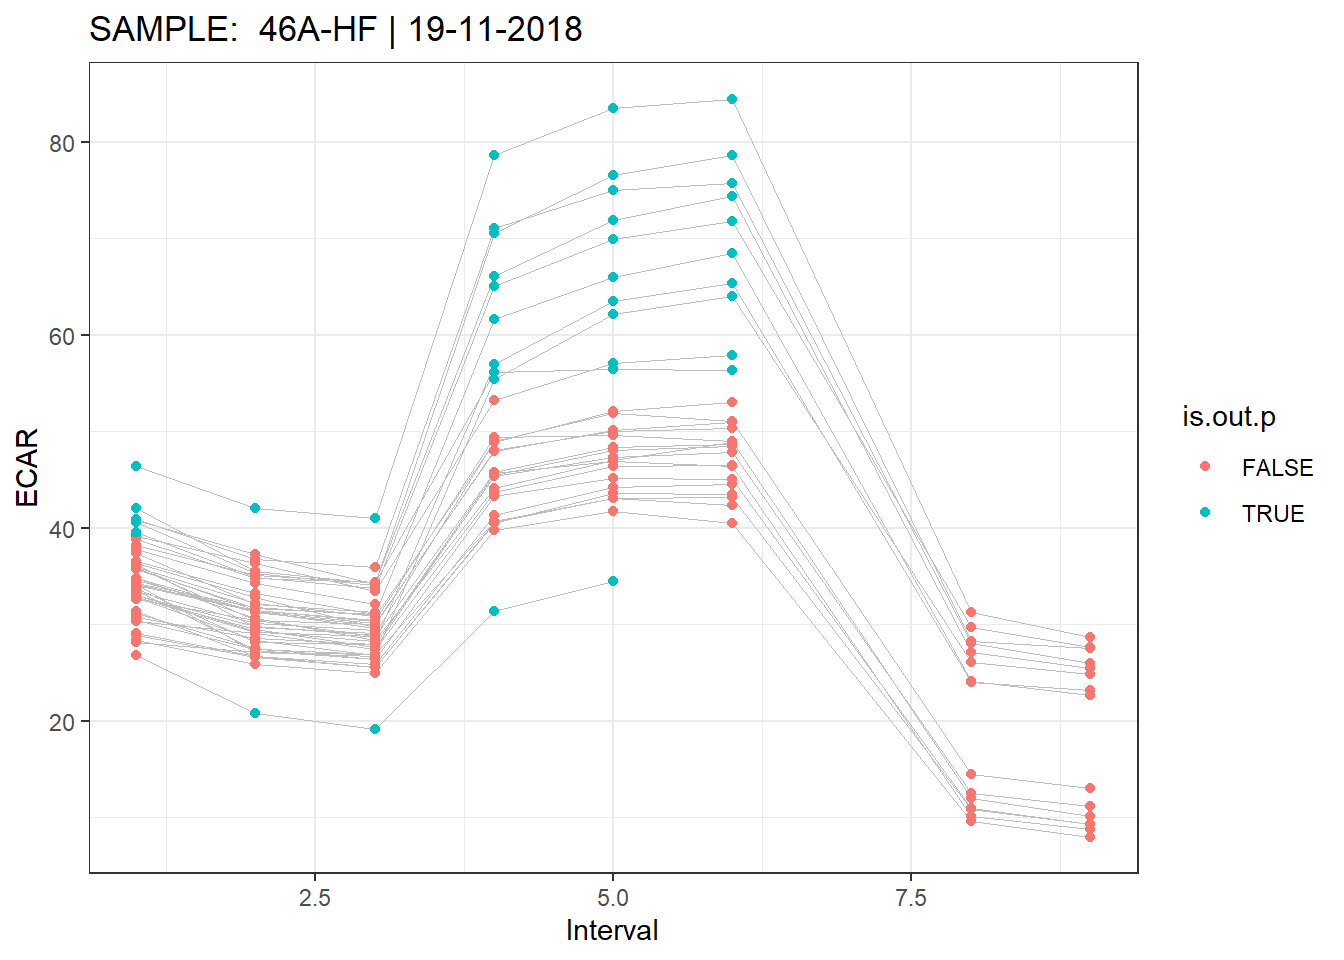 SAMPLE:  46A-HF | 19-11-2018
80
60
40
20
ECAR
2.5
5.0
7.5
Interval
is.out.p
FALSE
TRUE